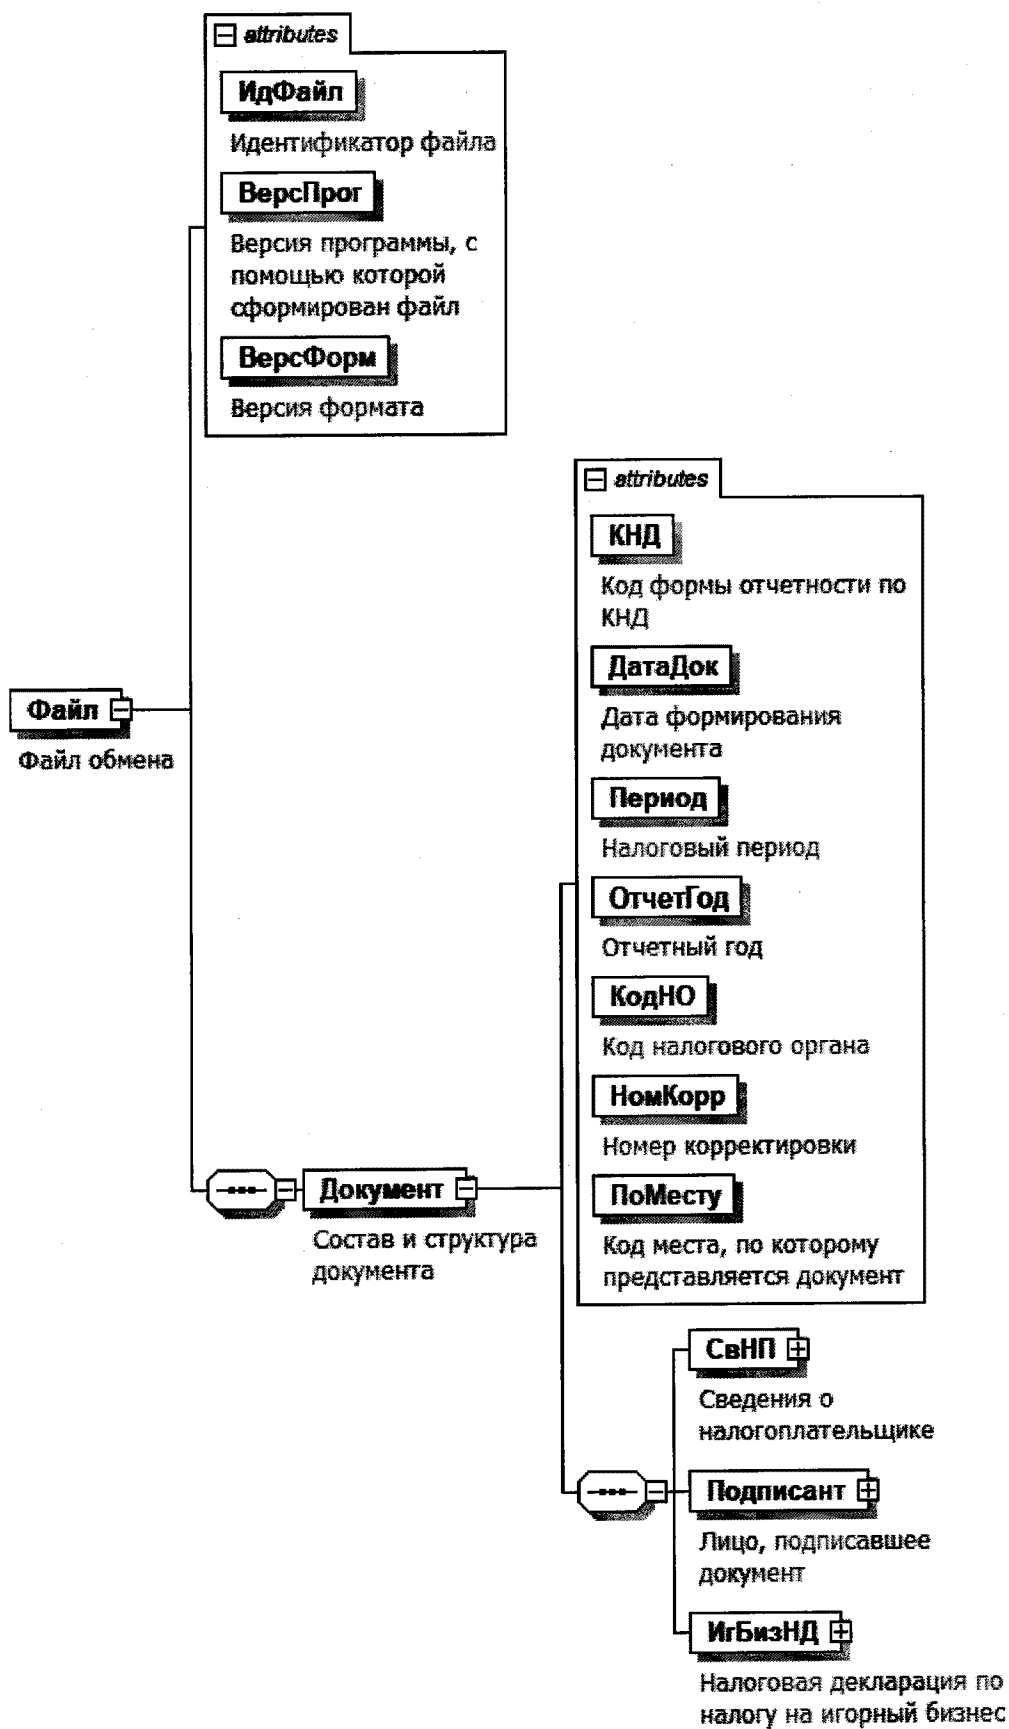 attributes
ИдФайл
Идентификатор файла
ВерсПрог
Версия программы, с
помощью которой
сформирован файл
ВерсФорм
Версия формата
attributes
КНД
Код формы отчетности по
КНД
ДатаДок
Дата формирования
документа
Период
Налоговый период
ОтчетГод
Отчетный год
КодНО
Код налогового органа
НомКорр
Номер корректировки
ПоМесту
Код места, по которому
представляется документ
Файл
Файл обмена
Документ
Состав и структура
документа
СвНП
Сведения о
налогоплательщике
Подписант
Лицо, подписавшее
документ
ИгБизНД
Налоговая декларация по
налогу на игорный бизнес